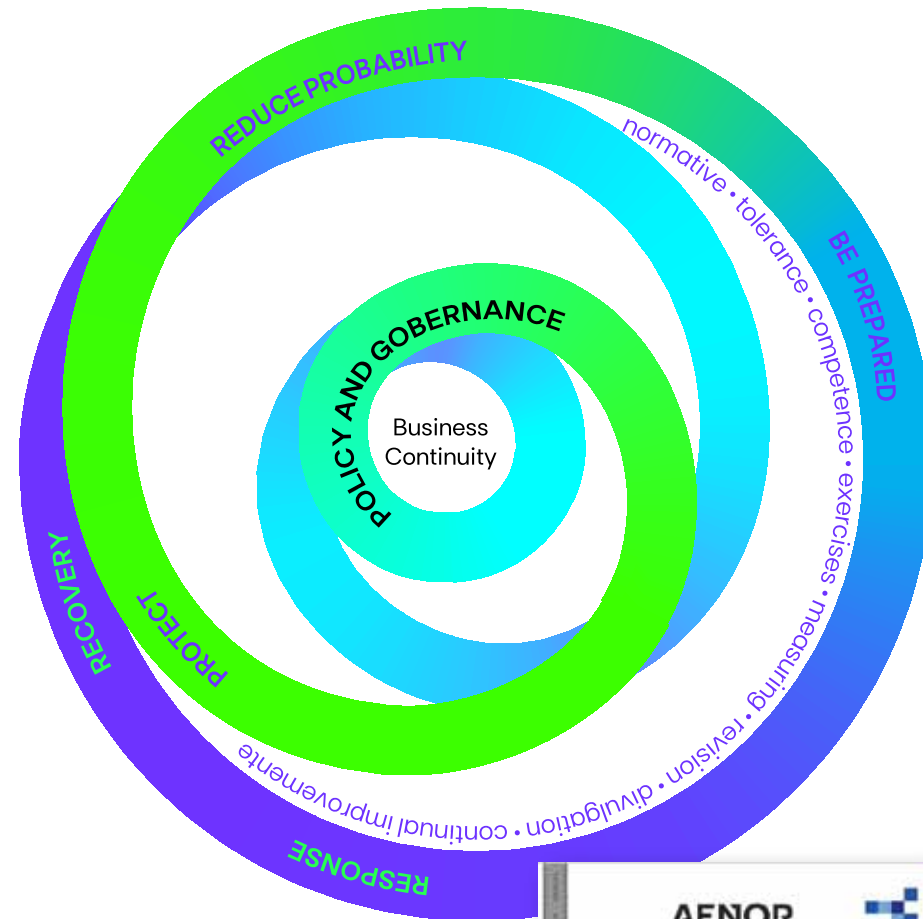 REDUCE PROBABILITY
BE PREPARED
normative • tolerance • competence • exercises • measuring • revision • divulgation • continual improvemente
POLICY AND GOBERNANCE
Business
Continuity
RECOVERY
PROTECT
RESPONSE
AENOR